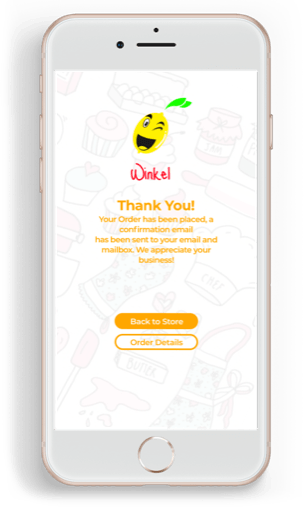 Winkel
Thank You!
Your Order has been placed, a
confirmation email
has been sent to your email and
mailbox. We appreciate your
business!
Back to Store
Order Details
BUTTER